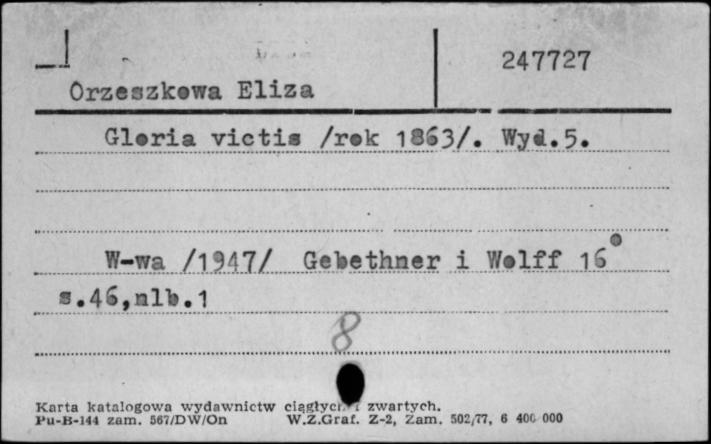 247727
Orzeszkowa Eliza
Gloria victis /rok 1863/. Wyd.5.
W-wa /1947/ Gebethner i Wolff 16°
s.46,nlb.1
8
Karta katalogowa wydawnictw ciągłych i zwartych.
Pu-B-144 zam. 567/DW/On W.Z.Graf. Z-2, Zam. 502/77, 6 400 000